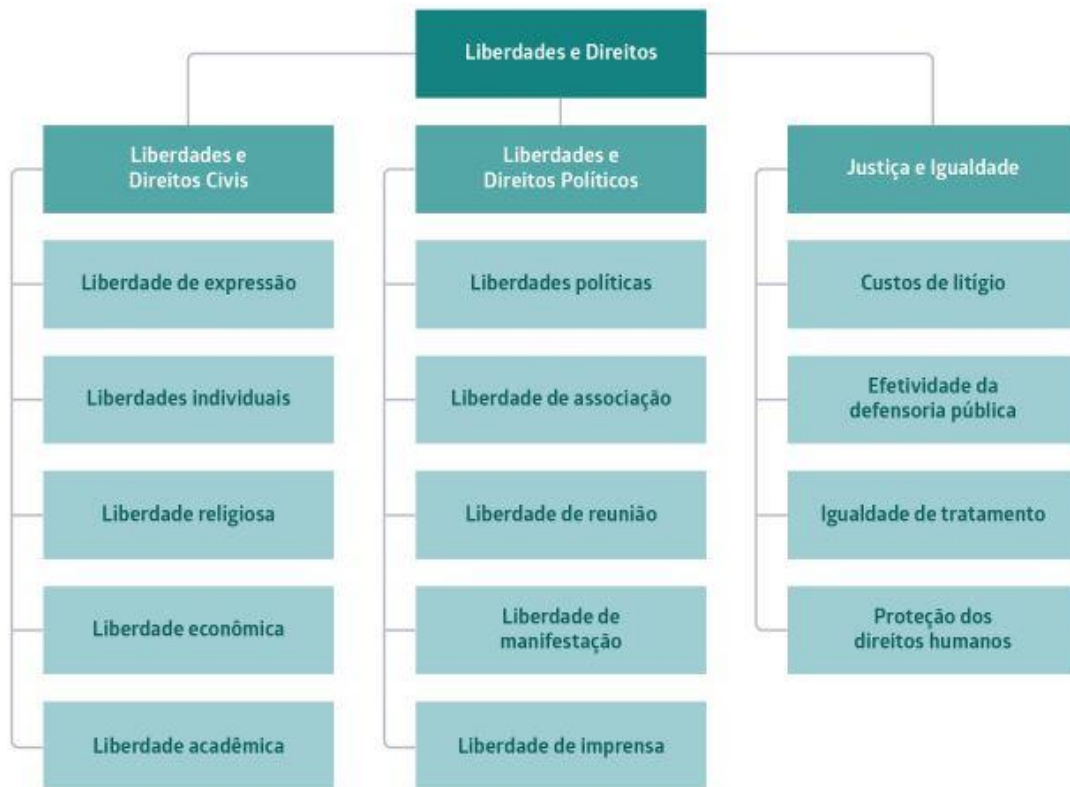 Liberdades e Direitos
Liberdades e
Direitos Civis
Liberdade de expressão
Liberdades individuais
Liberdade religiosa
Liberdade econômica
Liberdade acadêmica
Liberdades e
Direitos Políticos
Liberdades políticas
Liberdade de associação
Liberdade de reunião
Liberdade de
manifestação
Liberdade de imprensa
Justiça e Igualdade
Custos de litígio
Efetividade da
defensoria pública
Igualdade de tratamento
Proteção dos
direitos humanos